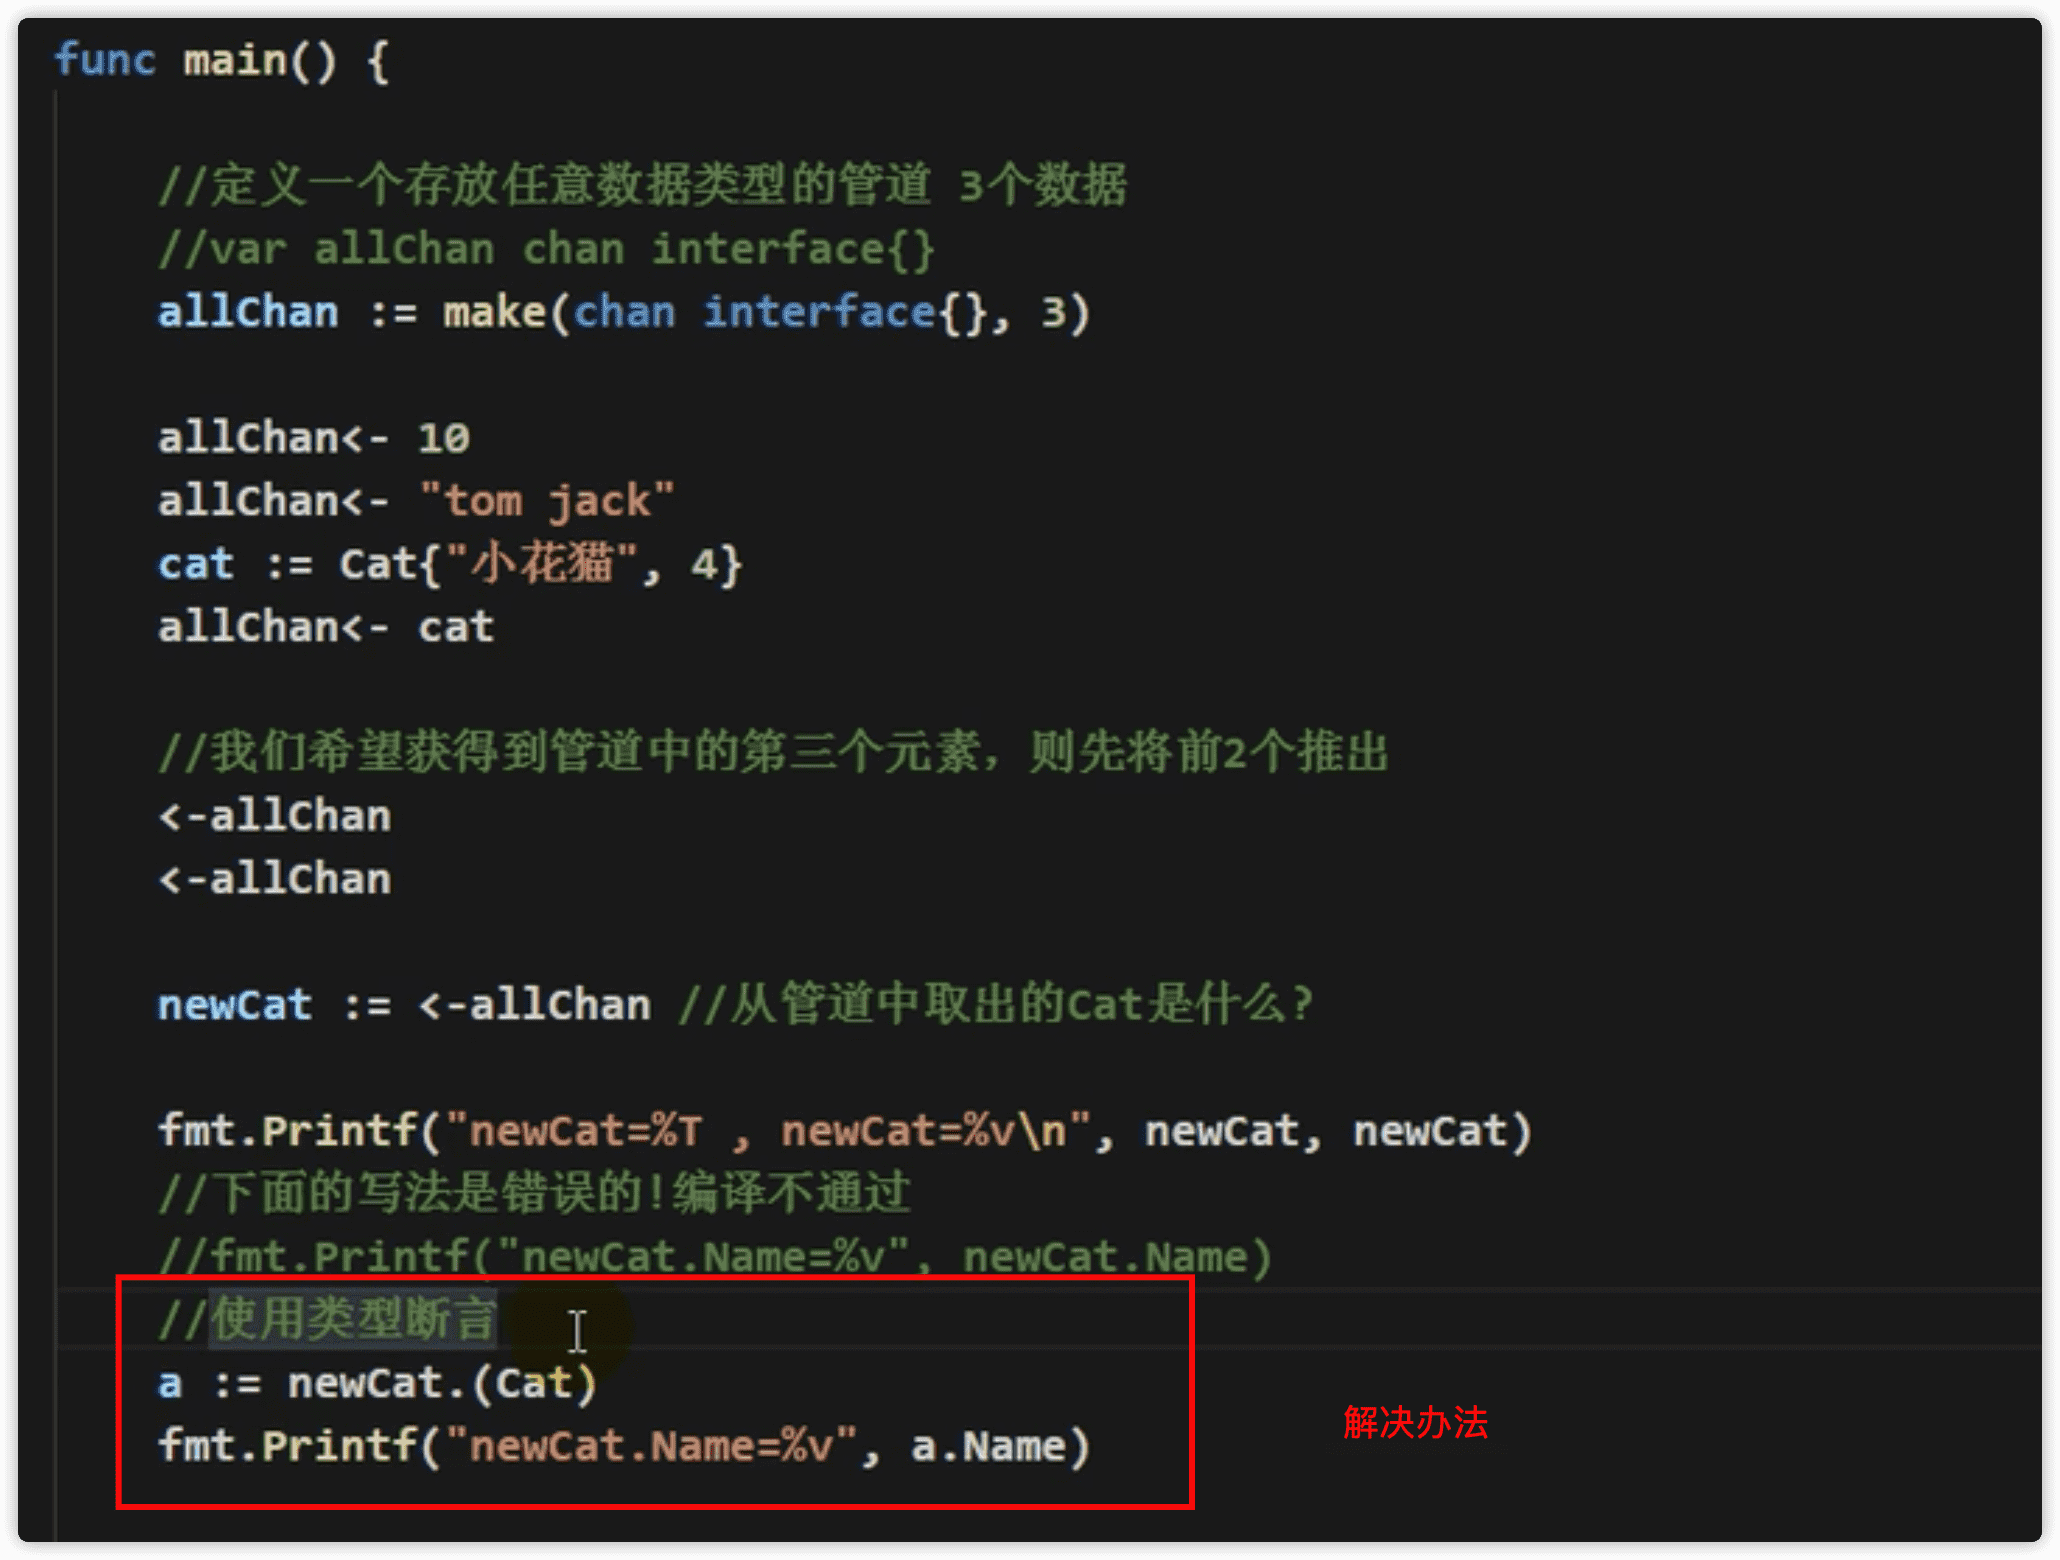 func main() {
//定义一个存放任意数据类型的管道 3个数据
//var allChan chan interface{}
allChan := make(chan interface{}, 3)
allChan<- 10
allChan<- "tom jack"
cat := Cat{"小花猫", 4}
allChan<- cat
//我们希望获得到管道中的第三个元素，则先将前2个推出
<-allChan
<-allChan
newCat := <-allChan //从管道中取出的Cat是什么?
fmt.Printf("newCat=%T , newCat=%v\n", newCat, newCat)
//下面的写法是错误的!编译不通过
//fmt.Printf("newCat.Name=%v", newCat.Name)
//使用类型断言
a := newCat.(Cat)
fmt.Printf("newCat.Name=%v", a.Name)
解决办法